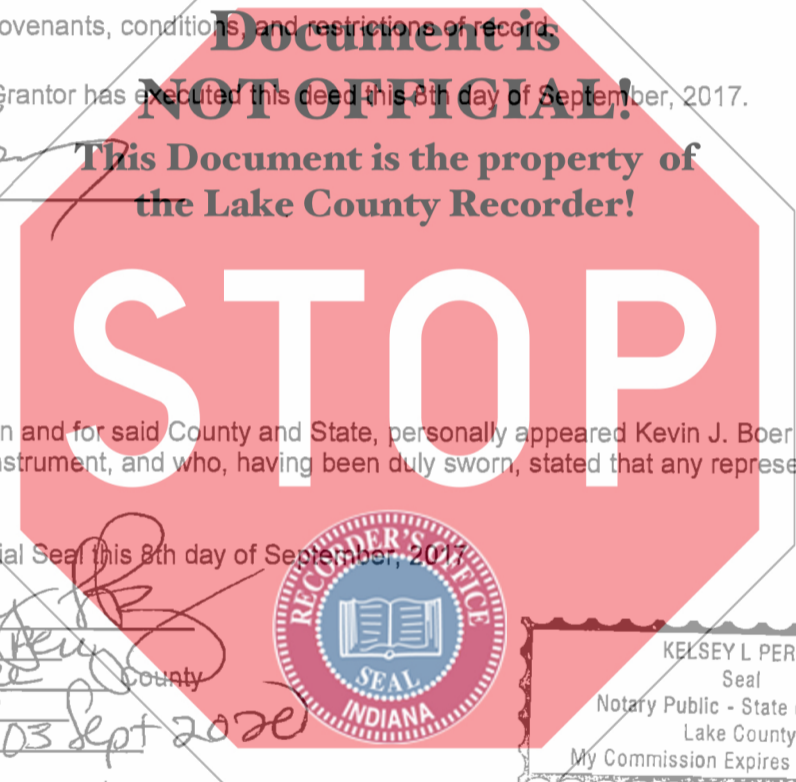 ovenants, conditions, and restrictions of record.
Document is
Grantor has executed this deed this 8th day of September, 2017.
NOT OFFICIAL!
This Document is the property of
the Lake County Recorder!
STOP
n and for said County and State, personally appeared Kevin J. Boer
nstrument, and who, having been duly sworn, stated that any represe
ial Seal this 8th day of September, 2017
RECORDER'S OFFICE
SEAL
INDIANA
County
03 Sept 2020
KELSEY L PER
Seal
Notary Public - State
Lake County
My Commission Expires